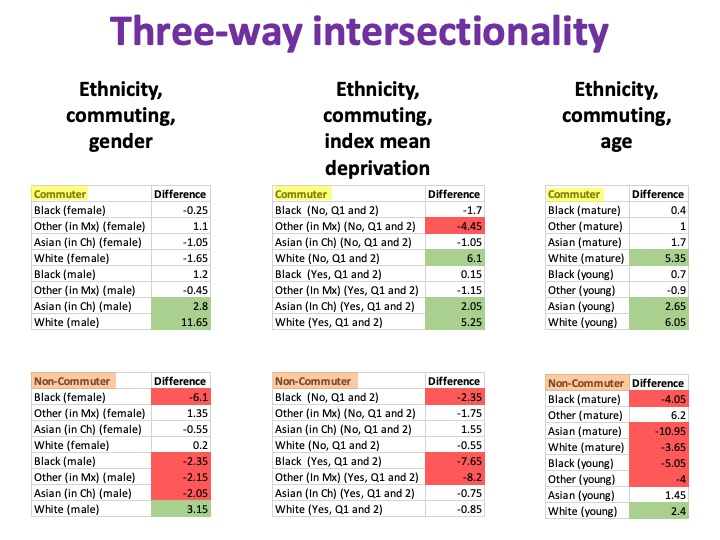 Three-way intersectionality
Ethnicity,
commuting,
gender
Commuter Difference
Black (female) -0.25
Other (in Mx) (female) 1.1
Asian (in Ch) (female) -1.05
White (female) -1.65
Black (male) 1.2
Other (in Mx) (male) -0.45
Asian (in Ch) (male) 2.8
White (male) 11.65
Non-Commuter Difference
Black (female) -6.1
Other (in Mx) (female) 1.35
Asian (in Ch) (female) -0.55
White (female) 0.2
Black (male) -2.35
Other (in Mx) (male) -2.15
Asian (in Ch) (male) -2.05
White (male) 3.15
Ethnicity,
commuting,
index mean
deprivation
Commuter Difference
Black (No, Q1 and 2) -1.7
Other (in Mx) (No, Q1 and 2) -4.45
Asian (in Ch) (No, Q1 and 2) -1.05
White (No, Q1 and 2) 6.1
Black (Yes, Q1 and 2) 0.15
Other (In Mx) (Yes, Q1 and 2) -1.15
Asian (In Ch) (Yes, Q1 and 2) 2.05
White (Yes, Q1 and 2) 5.25
Non-Commuter Difference
Black (No, Q1 and 2) -2.35
Other (in Mx) (No, Q1 and 2) -1.75
Asian (in Ch) (No, Q1 and 2) 1.55
White (No, Q1 and 2) -0.55
Black (Yes, Q1 and 2) -7.65
Other (In Mx) (Yes, Q1 and 2) -8.2
Asian (In Ch) (Yes, Q1 and 2) -0.75
White (Yes, Q1 and 2) -0.85
Ethnicity,
commuting,
age
Commuter Difference
Black (mature) 0.4
Other (mature) 1
Asian (mature) 1.7
White (mature) 5.35
Black (young) 0.7
Other (young) -0.9
Asian (young) 2.65
White (young) 6.05
Non-Commuter Difference
Black (mature) -4.05
Other (mature) 6.2
Asian (mature) -10.95
White (mature) -3.65
Black (young) -5.05
Other (young) -4
Asian (young) 1.45
White (young) 2.4